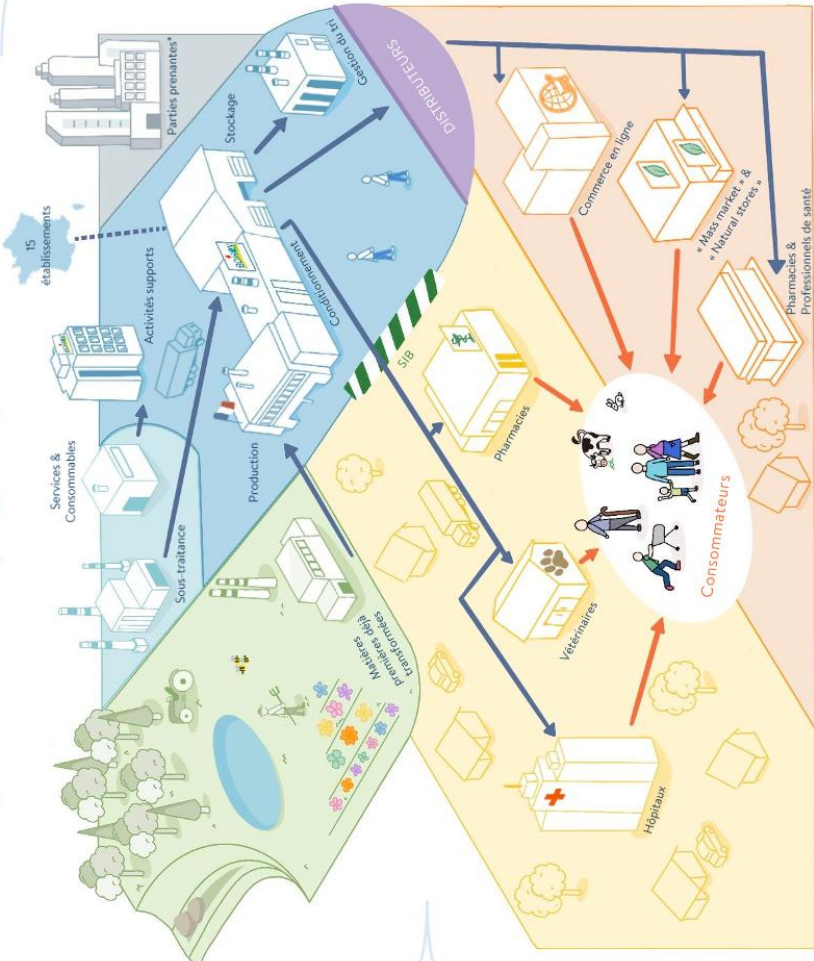 Services &
Consommables
Sous-traitance
Activités supports
15
établissements
Parties prenantes*
Matières
premières déjà
transformées
Production
Conditionnement
Stockage
Gestion du tri
SIB
DISTRIBUTEURS
Hôpitaux
Vétérinaires
Pharmacies
Commerce en ligne
« Mass market » &
« Natural stores »
Pharmacies &
Professionnels de santé
Consommateurs